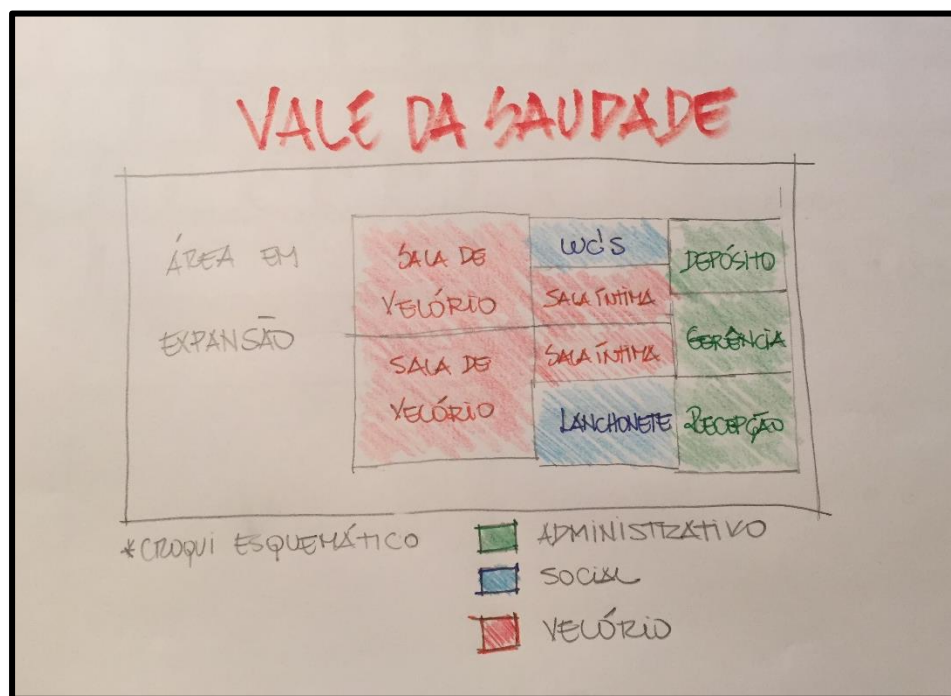 VALE DA SAUDADE
ÁREA EM
EXPANSÃO
SALA DE
VELÓRIO
SALA DE
VELÓRIO
WC'S
SALA ÍNTIMA
SALA ÍNTIMA
LANCHONETE
DEPÓSITO
GERÊNCIA
RECEPÇÃO
*CROQUI ESQUEMÁTICO
ADMINISTRATIVO
SOCIAL
VELÓRIO